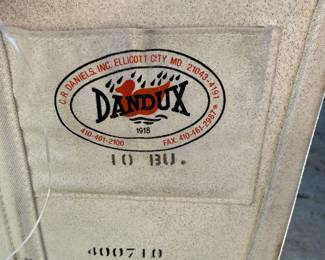 C.R. DANIELS, INC. ELLICOTT CITY MD. 21043-4191
DANDUX
1918
410-461-2100
FAX. 410-461-2987
10 BU.
400710